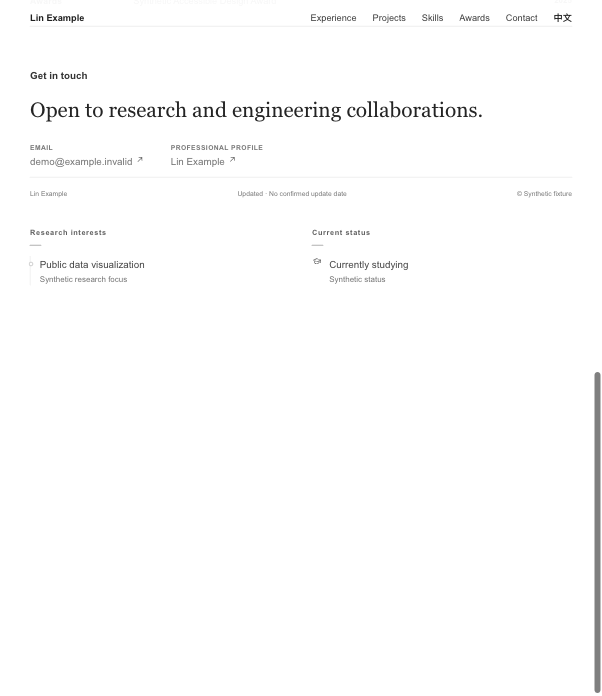 Lin Example
Experience Projects Skills Awards Contact 中文
Get in touch
Open to research and engineering collaborations.
EMAIL
demo@example.invalid ↗
PROFESSIONAL PROFILE
Lin Example ↗
Lin Example
Updated · No confirmed update date
© Synthetic fixture
Research interests
Public data visualization
Synthetic research focus
Current status
Currently studying
Synthetic status